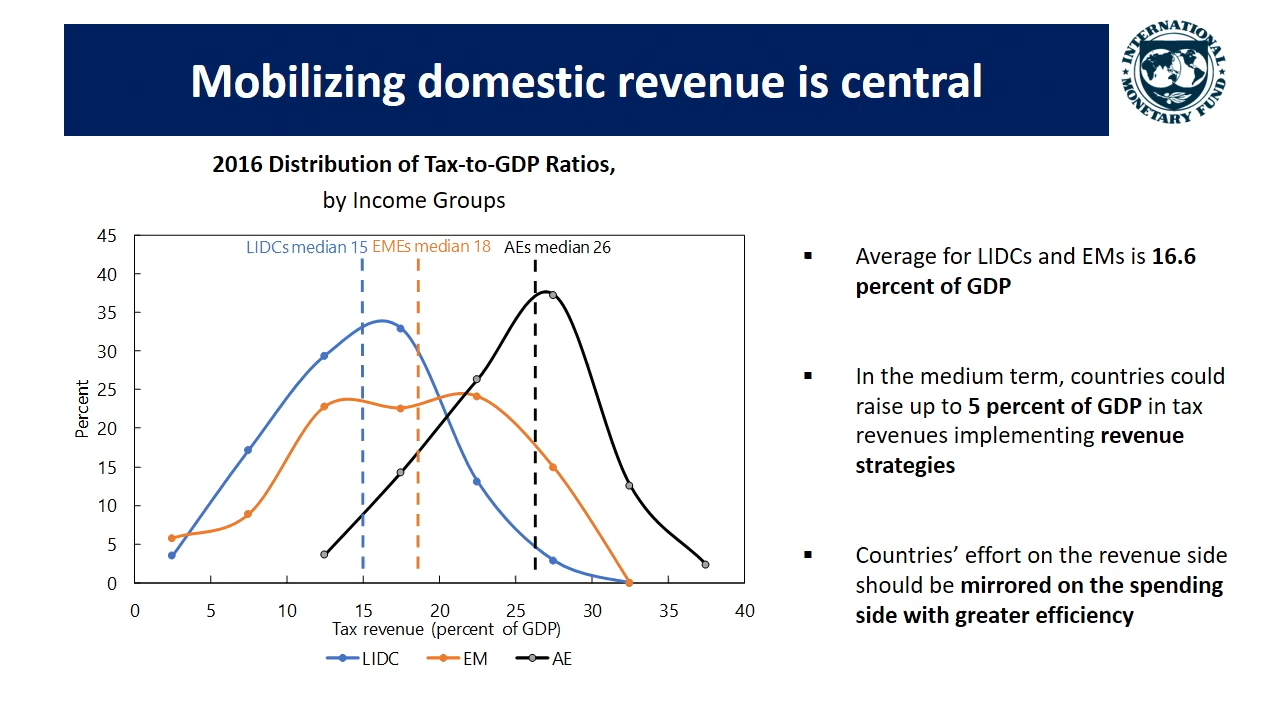 Mobilizing domestic revenue is central
INTERNATIONAL
MONETARY FUND
2016 Distribution of Tax-to-GDP Ratios,
by Income Groups
45
40
35
30
25
20
15
10
5
0
Percent
LIDCs median 15 EMEs median 18 AEs median 26
0 5 10 15 20 25 30 35 40
Tax revenue (percent of GDP)
LIDC EM AE
▪ Average for LIDCs and EMs is 16.6
percent of GDP
▪ In the medium term, countries could
raise up to 5 percent of GDP in tax
revenues implementing revenue
strategies
▪ Countries’ effort on the revenue side
should be mirrored on the spending
side with greater efficiency